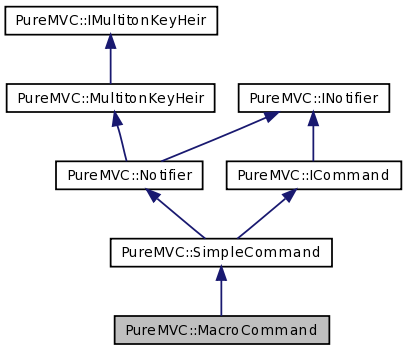 PureMVC::IMultitonKeyHeir
PureMVC::MultitonKeyHeir
PureMVC::INotifier
PureMVC::Notifier
PureMVC::ICommand
PureMVC::SimpleCommand
PureMVC::MacroCommand